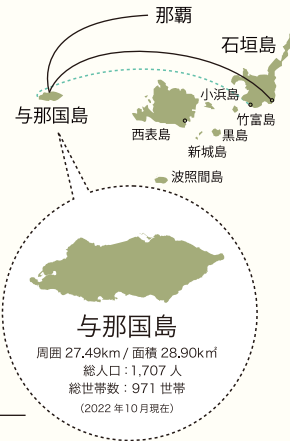 那覇
石垣島
小浜島
与那国島
竹富島
西表島
黒島
新城島
波照間島
与那国島
周囲 27.49km / 面積 28.90k㎡
総人口：1,707 人
総世帯数：971 世帯
（2022 年10月現在）